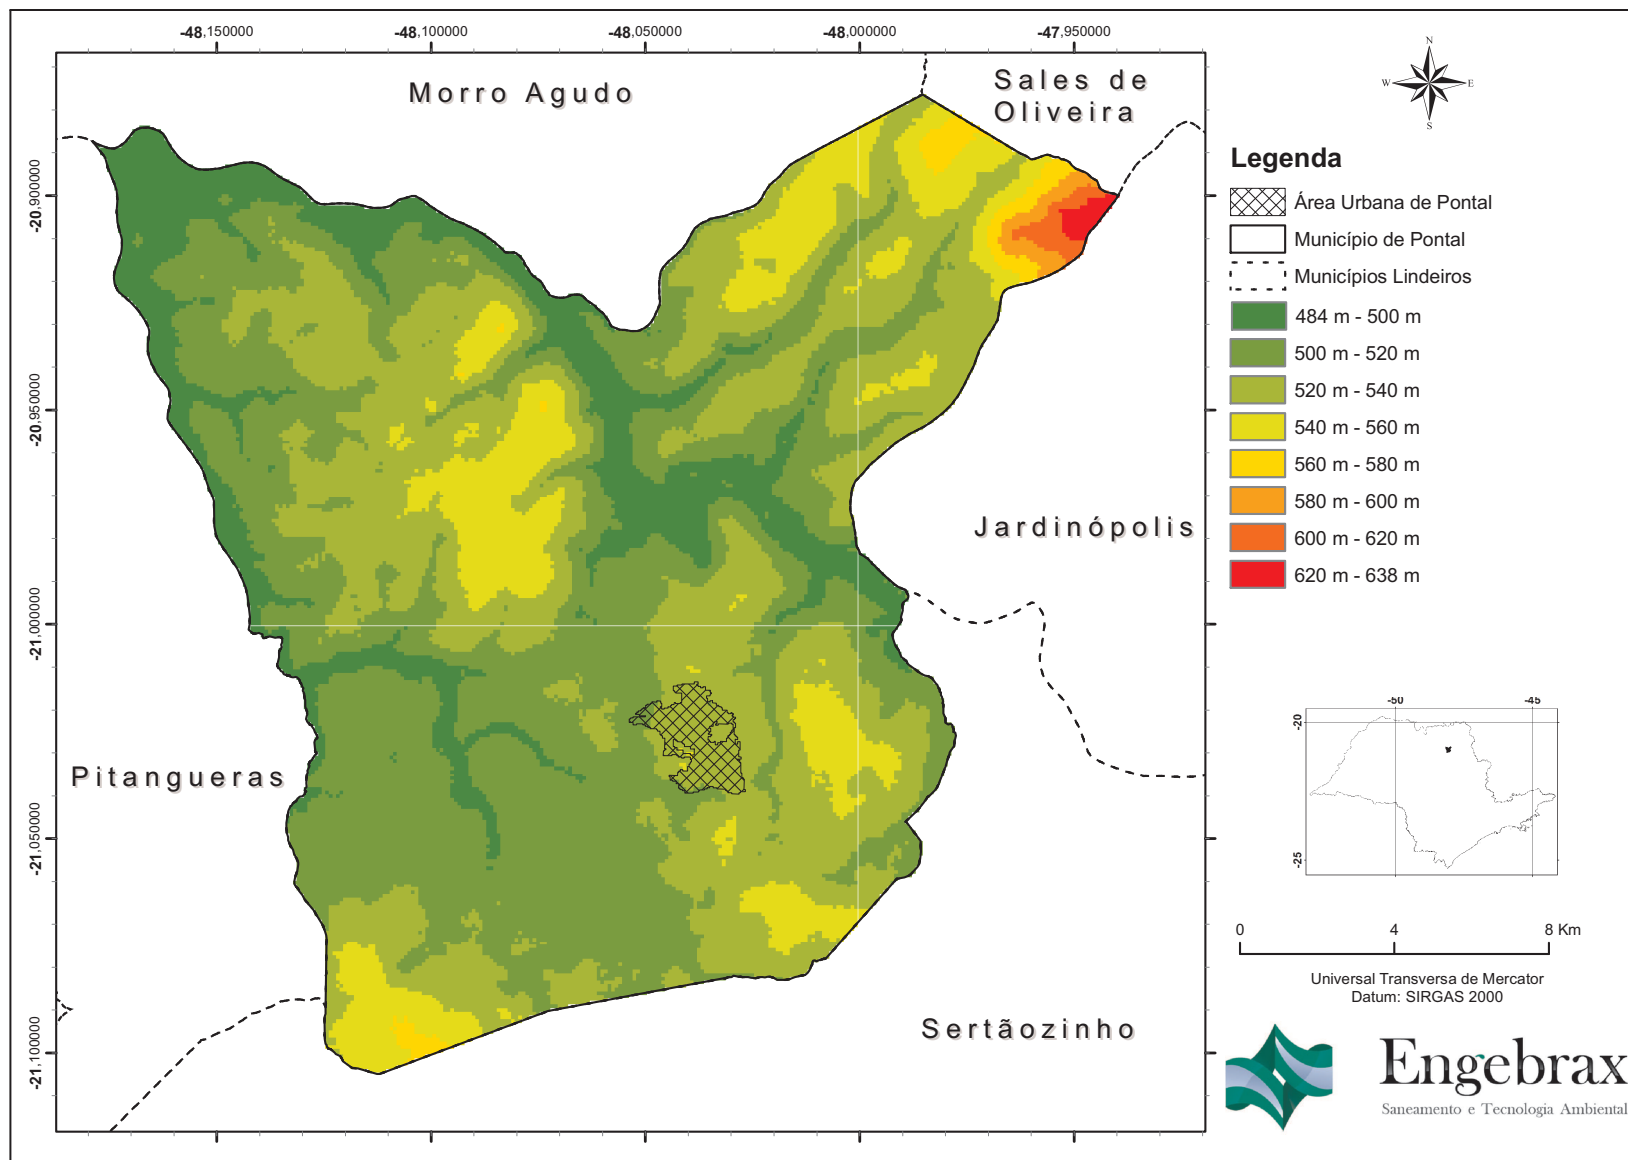 -48,150000
-48,100000
-48,050000
-48,000000
-47,950000
Morro Agudo
Sales de
Oliveira
Jardinópolis
Pitangueras
Sertãozinho
-20,900000
-20,950000
-21,000000
-21,050000
-21,100000
N
W
E
S
Legenda
Área Urbana de Pontal
Município de Pontal
Municípios Lindeiros
484 m - 500 m
500 m - 520 m
520 m - 540 m
540 m - 560 m
560 m - 580 m
580 m - 600 m
600 m - 620 m
620 m - 638 m
-50
-45
-20
-25
0
4
8 Km
Universal Transversa de Mercator
Datum: SIRGAS 2000
Engebrax
Saneamento e Tecnologia Ambiental